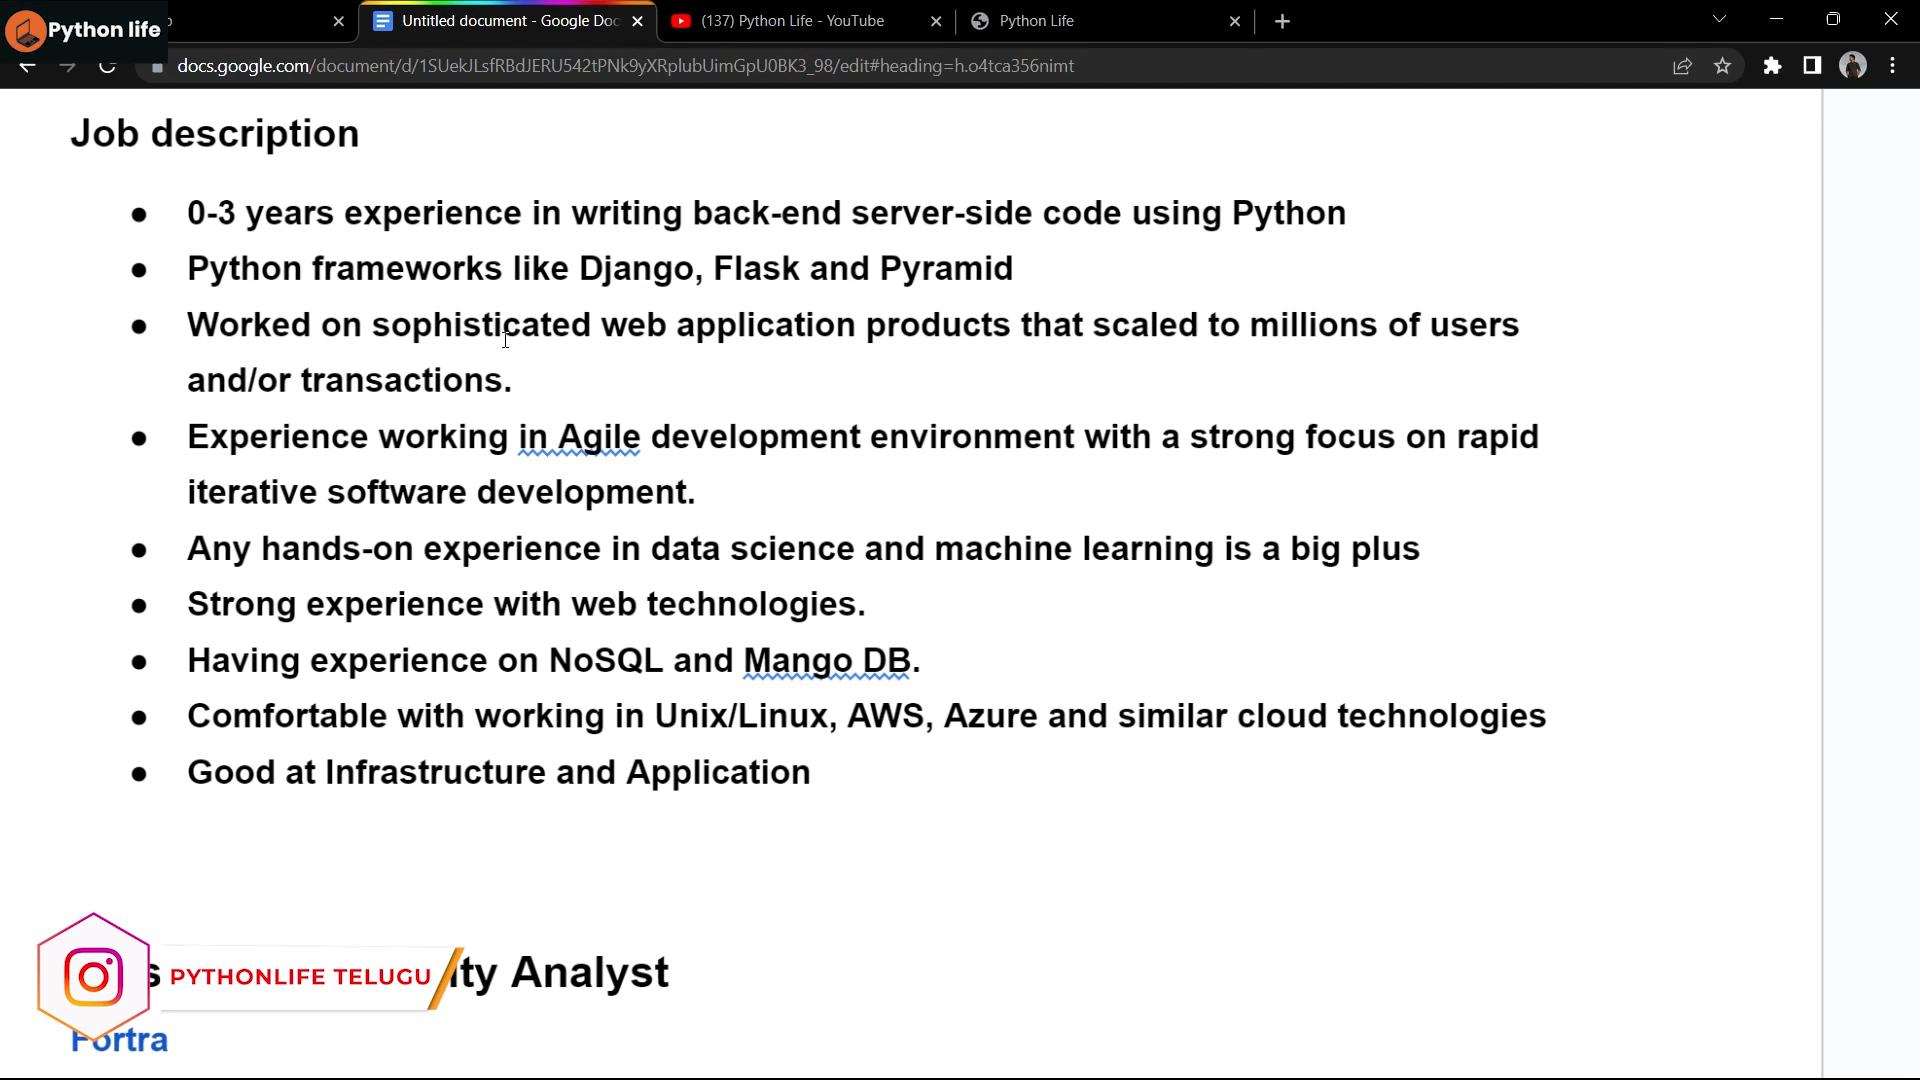 Python life
Untitled document - Google Doc
(137) Python Life - YouTube
Python Life
docs.google.com/document/d/1SUekJLsfRBdJERU542tPNk9yXRplubUimGpU0BK3_98/edit#heading=h.o4tca356nimt
Job description
● 0-3 years experience in writing back-end server-side code using Python
● Python frameworks like Django, Flask and Pyramid
● Worked on sophisticated web application products that scaled to millions of users
and/or transactions.
● Experience working in Agile development environment with a strong focus on rapid
iterative software development.
● Any hands-on experience in data science and machine learning is a big plus
● Strong experience with web technologies.
● Having experience on NoSQL and Mango DB.
● Comfortable with working in Unix/Linux, AWS, Azure and similar cloud technologies
● Good at Infrastructure and Application
PYTHONLIFE TELUGU
ity Analyst
Fortra